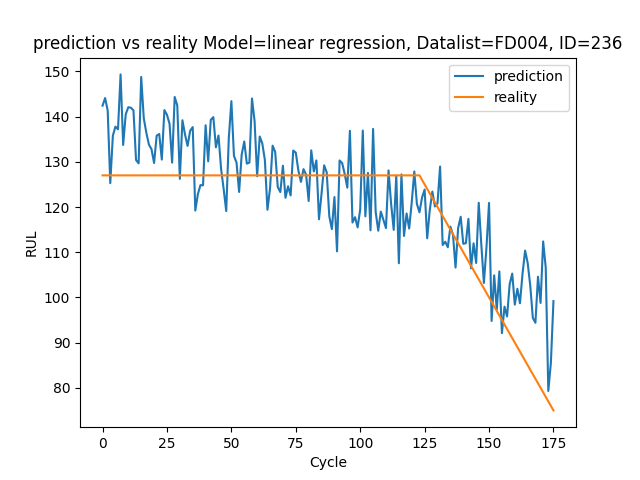 prediction vs reality Model=linear regression, Datalist=FD004, ID=236
prediction
reality
150
140
130
120
110
100
90
80
RUL
0 25 50 75 100 125 150 175
Cycle